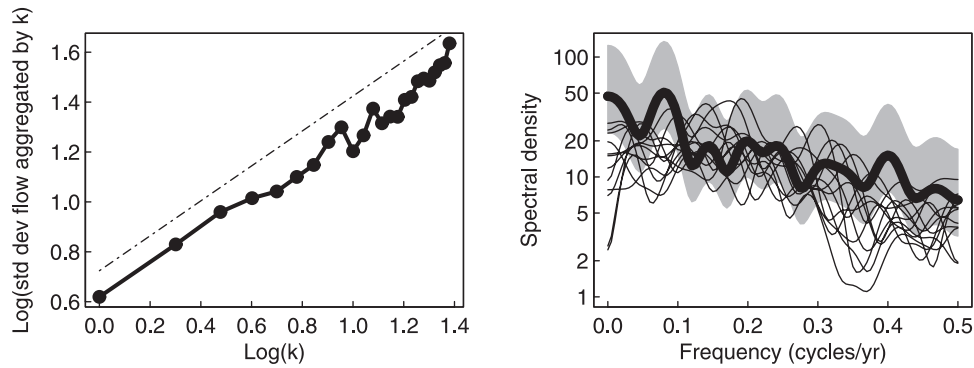 Log(std dev flow aggregated by k)
1.6
1.4
1.2
1.0
0.8
0.6
0.0 0.2 0.4 0.6 0.8 1.0 1.2 1.4
Log(k)
Spectral density
100
50
20
10
5
2
1
0.0 0.1 0.2 0.3 0.4 0.5
Frequency (cycles/yr)